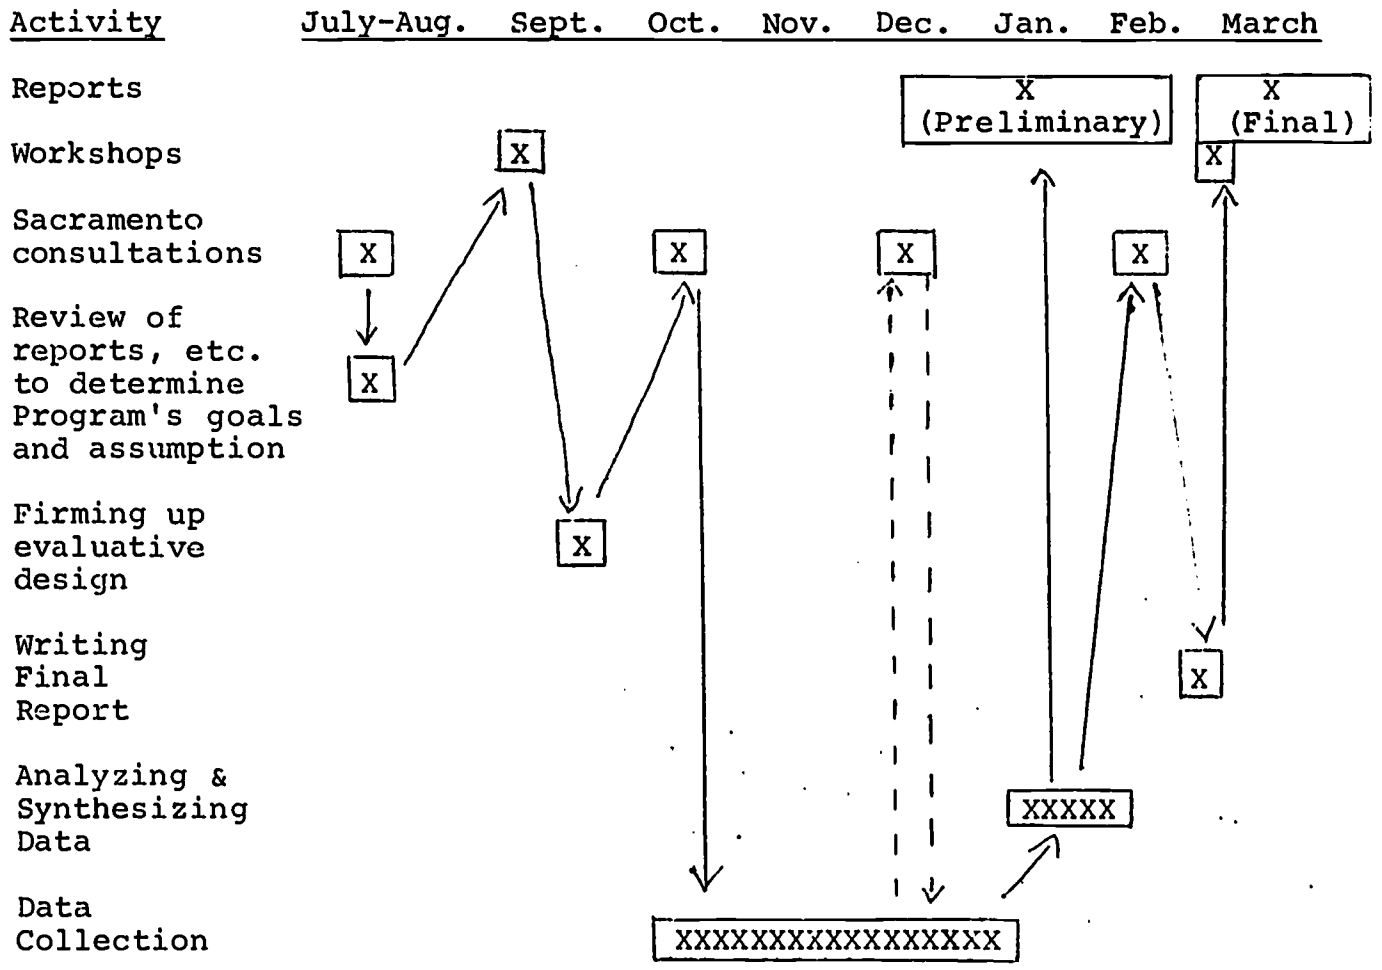 Activity July-Aug. Sept. Oct. Nov. Dec. Jan. Feb. March
Reports X X
(Preliminary) (Final)
Workshops X X
Sacramento
consultations X X X X
Review of
reports, etc.
to determine X
Program's goals
and assumption
Firming up
evaluative X
design
Writing
Final X
Report
Analyzing &
Synthesizing XXXXX
Data
Data
Collection XXXXXXXXXXXXXXXXX